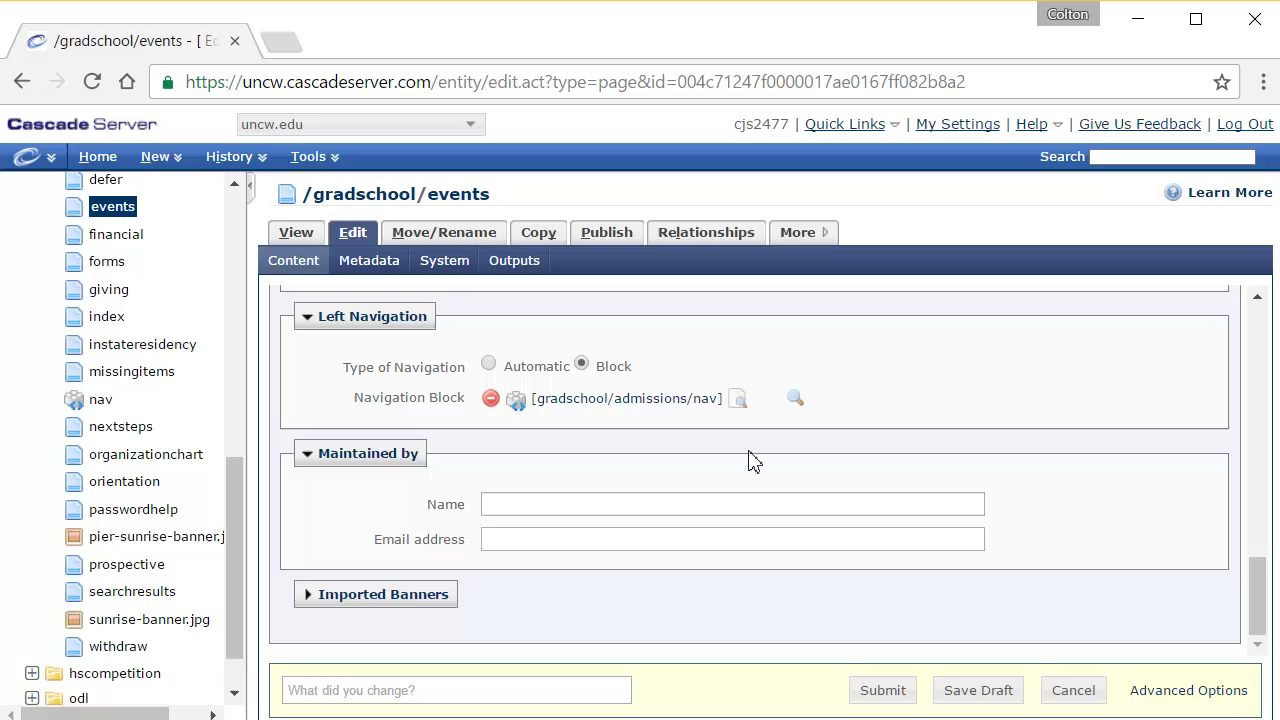 Colton
/gradschool/events - [ Ec
https://uncw.cascadeserver.com/entity/edit.act?type=page&id=004c71247f0000017ae0167ff082b8a2
Cascade Server
uncw.edu
cjs2477 | Quick Links | My Settings | Help | Give Us Feedback | Log Out
Home New History Tools
Search
defer
events
financial
forms
giving
index
instateresidency
missingitems
nav
nextsteps
organizationchart
orientation
passwordhelp
pier-sunrise-banner.j
prospective
searchresults
sunrise-banner.jpg
withdraw
hscompetition
odl
/gradschool/events
Learn More
View Edit Move/Rename Copy Publish Relationships More
Content Metadata System Outputs
Left Navigation
Type of Navigation Automatic Block
Navigation Block [gradschool/admissions/nav]
Maintained by
Name
Email address
Imported Banners
What did you change?
Submit Save Draft Cancel Advanced Options